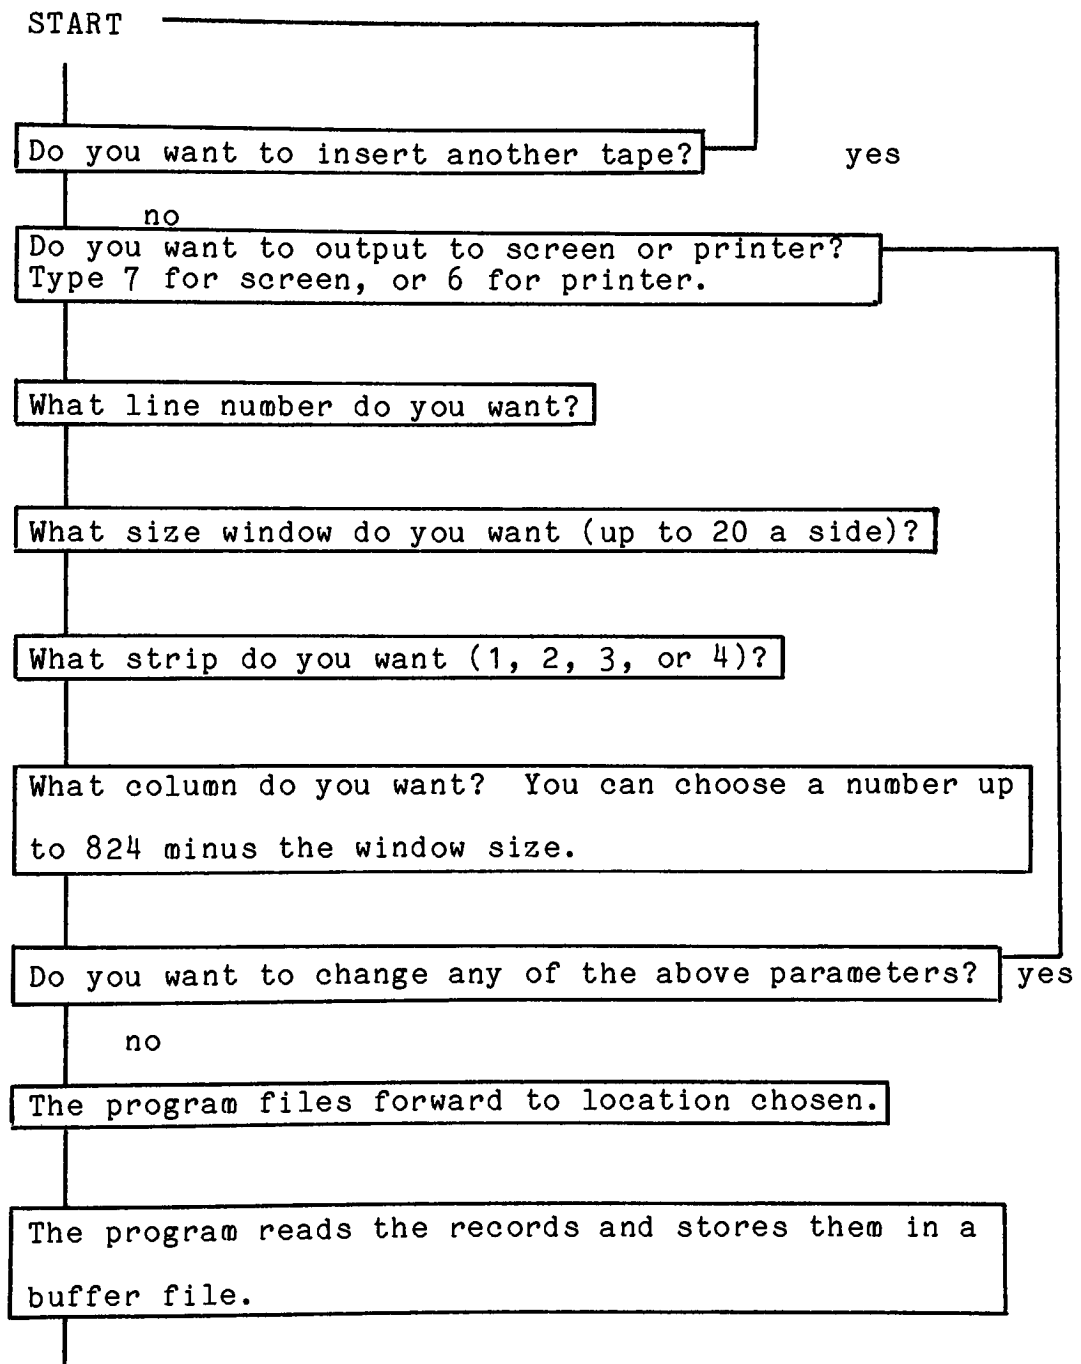 START
Do you want to insert another tape?
yes
no
Do you want to output to screen or printer?
Type 7 for screen, or 6 for printer.
What line number do you want?
What size window do you want (up to 20 a side)?
What strip do you want (1, 2, 3, or 4)?
What column do you want?  You can choose a number up
to 824 minus the window size.
Do you want to change any of the above parameters?
yes
no
The program files forward to location chosen.
The program reads the records and stores them in a
buffer file.